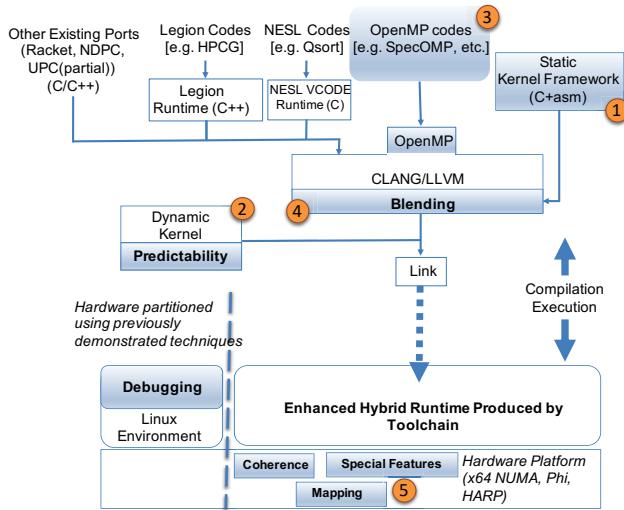 Other Existing Ports
(Racket, NDPC,
UPC(partial))
(C/C++)
Legion Codes
[e.g. HPCG]
NESL Codes
[e.g. Qsort]
OpenMP codes
[e.g. SpecOMP, etc.]
3
Static
Kernel Framework
(C+asm)
1
Legion
Runtime (C++)
NESL VCODE
Runtime (C)
OpenMP
CLANG/LLVM
4
Blending
2
Dynamic
Kernel
Predictability
Link
Compilation
Execution
Hardware partitioned
using previously
demonstrated techniques
Debugging
Linux
Environment
Enhanced Hybrid Runtime Produced by
Toolchain
Coherence
Special Features
Mapping
5
Hardware Platform
(x64 NUMA, Phi,
HARP)